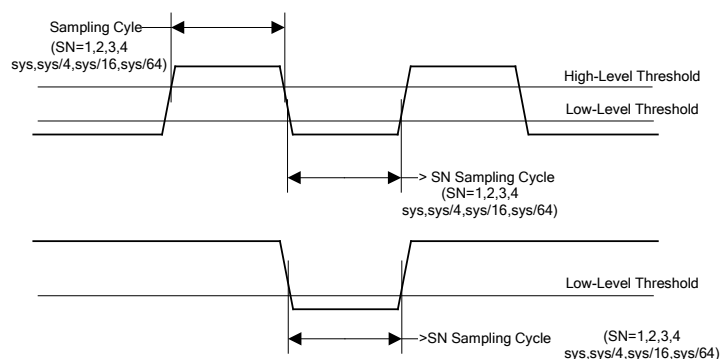 Sampling Cyle
(SN=1,2,3,4
sys,sys/4,sys/16,sys/64)
High-Level Threshold
Low-Level Threshold
> SN Sampling Cycle
(SN=1,2,3,4
sys,sys/4,sys/16,sys/64)
Low-Level Threshold
>SN Sampling Cycle
(SN=1,2,3,4
sys,sys/4,sys/16,sys/64)